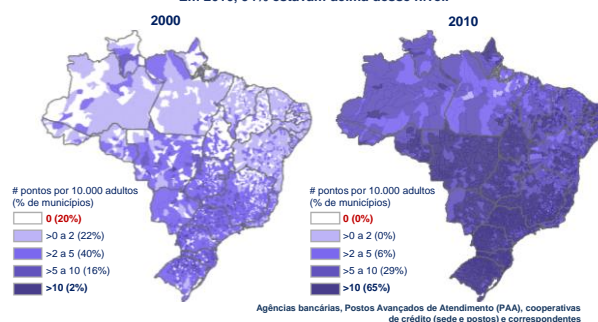 2000
2010
# pontos por 10.000 adultos
(% de municípios)
0 (20%)
>0 a 2 (22%)
>2 a 5 (40%)
>5 a 10 (16%)
>10 (2%)
# pontos por 10.000 adultos
(% de municípios)
0 (0%)
>0 a 2 (0%)
>2 a 5 (6%)
>5 a 10 (29%)
>10 (65%)
Agências bancárias, Postos Avançados de Atendimento (PAA), cooperativas
de crédito (sede e postos) e correspondentes